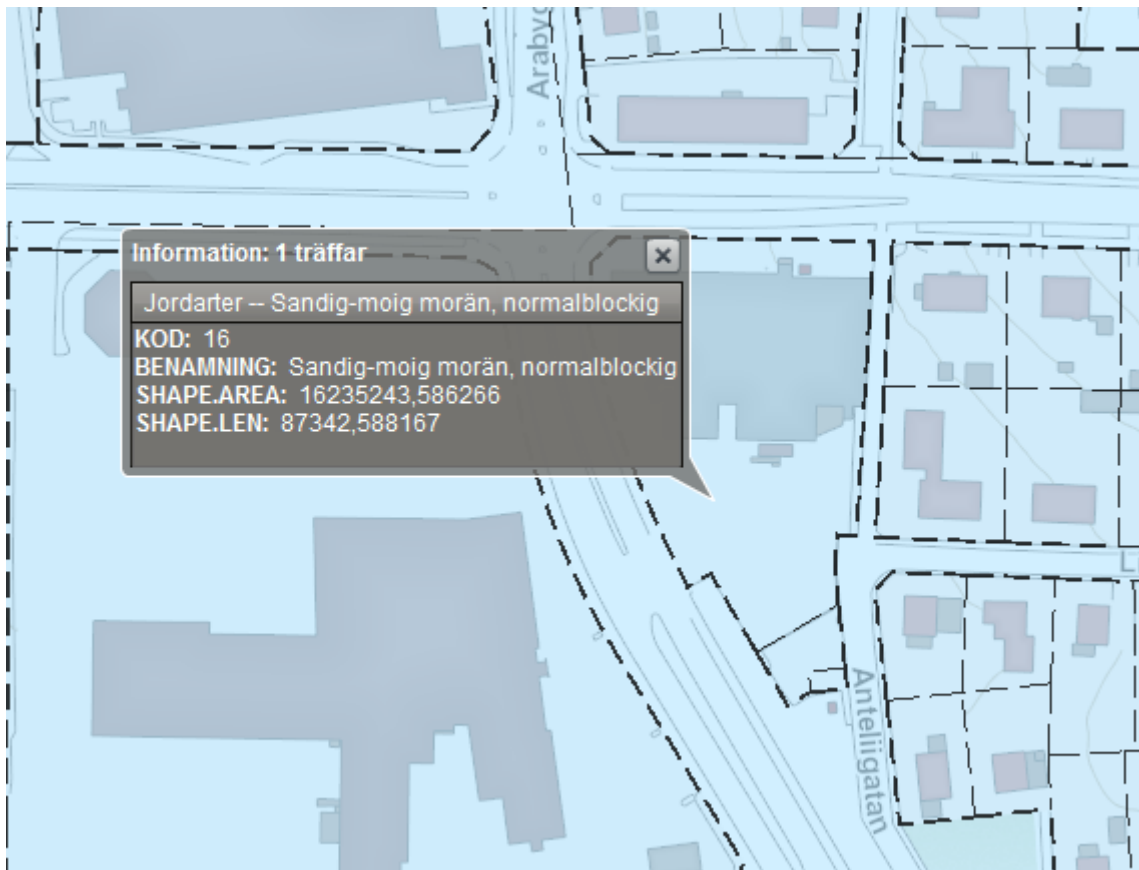 Araby
Information: 1 träffar
Jordarter -- Sandig-moig morän, normalblockig
KOD: 16
BENAMNING: Sandig-moig morän, normalblockig
SHAPE.AREA: 16235243,586266
SHAPE.LEN: 87342,588167
L
Anteliigatan